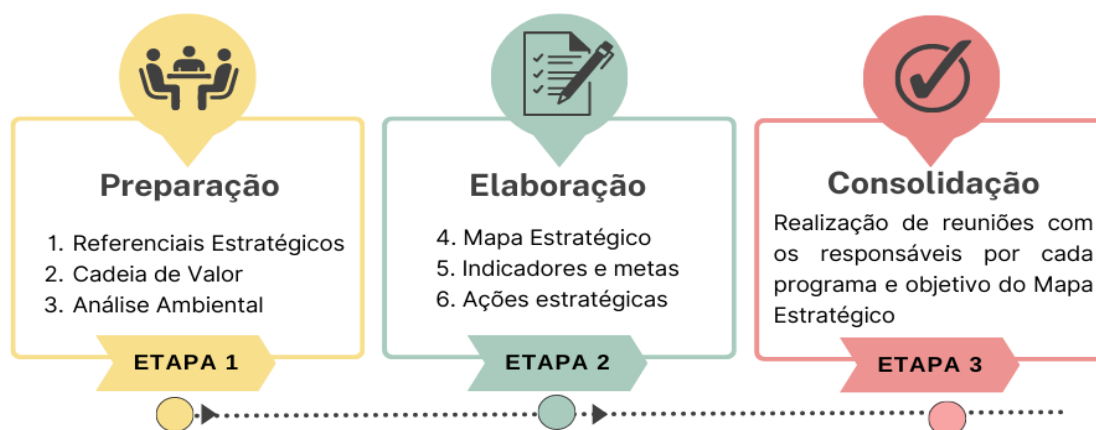 Preparação
1. Referenciais Estratégicos
2. Cadeia de Valor
3. Análise Ambiental
ETAPA 1
Elaboração
4. Mapa Estratégico
5. Indicadores e metas
6. Ações estratégicas
ETAPA 2
Consolidação
Realização de reuniões com
os responsáveis por cada
programa e objetivo do Mapa
Estratégico
ETAPA 3